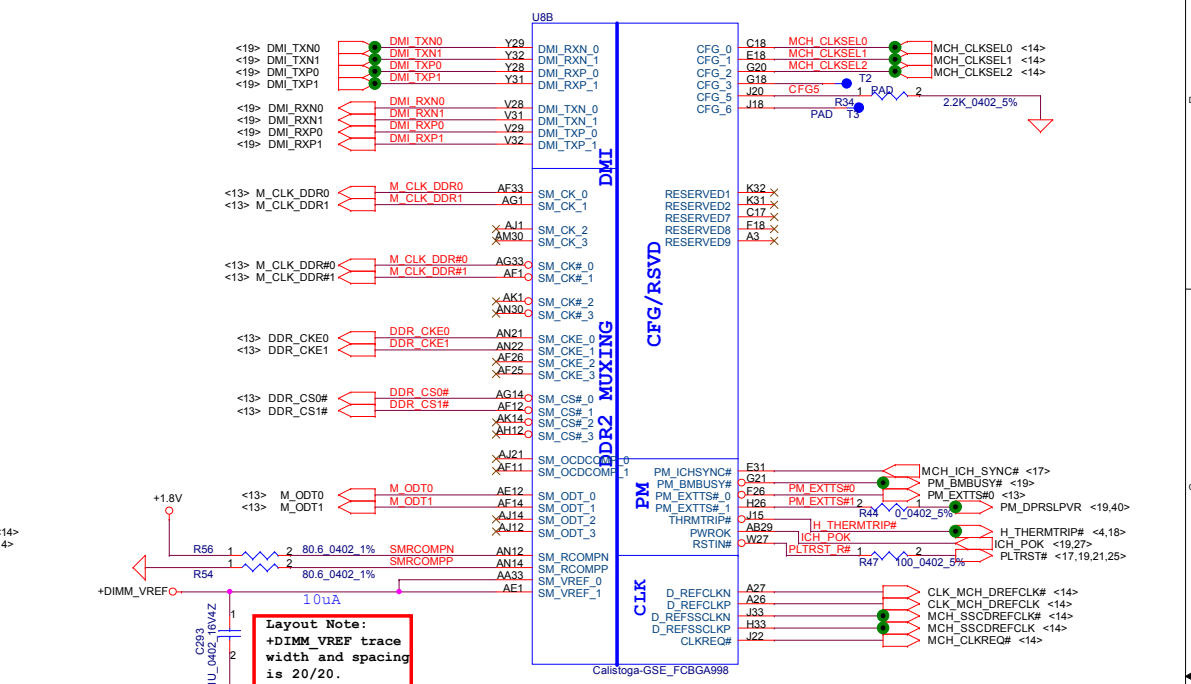 U8B
<19> DMI_TXN0 DMI_TXN0 Y29 DMI_RXN_0
<19> DMI_TXN1 DMI_TXN1 Y32 DMI_RXN_1
<19> DMI_TXP0 DMI_TXP0 Y28 DMI_RXP_0
<19> DMI_TXP1 DMI_TXP1 Y31 DMI_RXP_1
<19> DMI_RXN0 DMI_RXN0 V28 DMI_TXN_0
<19> DMI_RXN1 DMI_RXN1 V31 DMI_TXN_1
<19> DMI_RXP0 DMI_RXP0 V29 DMI_TXP_0
<19> DMI_RXP1 DMI_RXP1 V32 DMI_TXP_1
DMI
<13> M_CLK_DDR0 M_CLK_DDR0 AF33 SM_CK_0
<13> M_CLK_DDR1 M_CLK_DDR1 AG1 SM_CK_1
AJ1 SM_CK_2
AM30 SM_CK_3
<13> M_CLK_DDR#0 M_CLK_DDR#0 AG33 SM_CK#_0
<13> M_CLK_DDR#1 M_CLK_DDR#1 AF1 SM_CK#_1
AK1 SM_CK#_2
AN30 SM_CK#_3
<13> DDR_CKE0 DDR_CKE0 AN21 SM_CKE_0
<13> DDR_CKE1 DDR_CKE1 AN22 SM_CKE_1
AF26 SM_CKE_2
AF25 SM_CKE_3
<13> DDR_CS0# DDR_CS0# AG14 SM_CS#_0
<13> DDR_CS1# DDR_CS1# AF12 SM_CS#_1
AK14 SM_CS#_2
AH12 SM_CS#_3
DDR2 MUXING
AJ21 SM_OCDCOMP_0
AF11 SM_OCDCOMP_1
<13> M_ODT0 M_ODT0 AE12 SM_ODT_0
<13> M_ODT1 M_ODT1 AF14 SM_ODT_1
AJ14 SM_ODT_2
AJ12 SM_ODT_3
+1.8V
R56 1 2 80.6_0402_1% SMRCOMPN AN12 SM_RCOMPN
R54 1 2 80.6_0402_1% SMRCOMPP AN14 SM_RCOMPP
AA33 SM_VREF_0
+DIMM_VREF AE1 SM_VREF_1
10uA
1
C293
2
Layout Note:
+DIMM_VREF trace
width and spacing
is 20/20.
<14>
4>
CFG_0 C18 MCH_CLKSEL0 MCH_CLKSEL0 <14>
CFG_1 E18 MCH_CLKSEL1 MCH_CLKSEL1 <14>
CFG_2 G20 MCH_CLKSEL2 MCH_CLKSEL2 <14>
CFG_3 G18 T2 PAD
CFG_5 J20 CFG5 R34 1 2 2.2K_0402_5%
CFG_6 J18 PAD T3
RESERVED1 K32
RESERVED2 K31
RESERVED7 C17
RESERVED8 F18
RESERVED9 A3
CFG/RSVD
PM_ICHSYNC# E31 MCH_ICH_SYNC# <17>
PM_BMBUSY# G21 PM_BMBUSY# <19>
PM_EXTTS#_0 F26 PM_EXTTS#0 PM_EXTTS#0 <13>
PM_EXTTS#_1 H26 PM_EXTTS#1 R44 2 1 0_0402_5% PM_DPRSLPVR <19,40>
THRMTRIP# J15 H_THERMTRIP# H_THERMTRIP# <4,18>
PWROK AB29 ICH_POK ICH_POK <19,27>
RSTIN# W27 PLTRST_R# R47 1 2 100_0402_5% PLTRST# <17,19,21,25>
PM
D_REFCLKN A27 CLK_MCH_DREFCLK# <14>
D_REFCLKP A26 CLK_MCH_DREFCLK <14>
D_REFSSCLKN J33 MCH_SSCDREFCLK# <14>
D_REFSSCLKP H33 MCH_SSCDREFCLK <14>
CLKREQ# J22 MCH_CLKREQ# <14>
CLK
Calistoga-GSE_FCBGA998